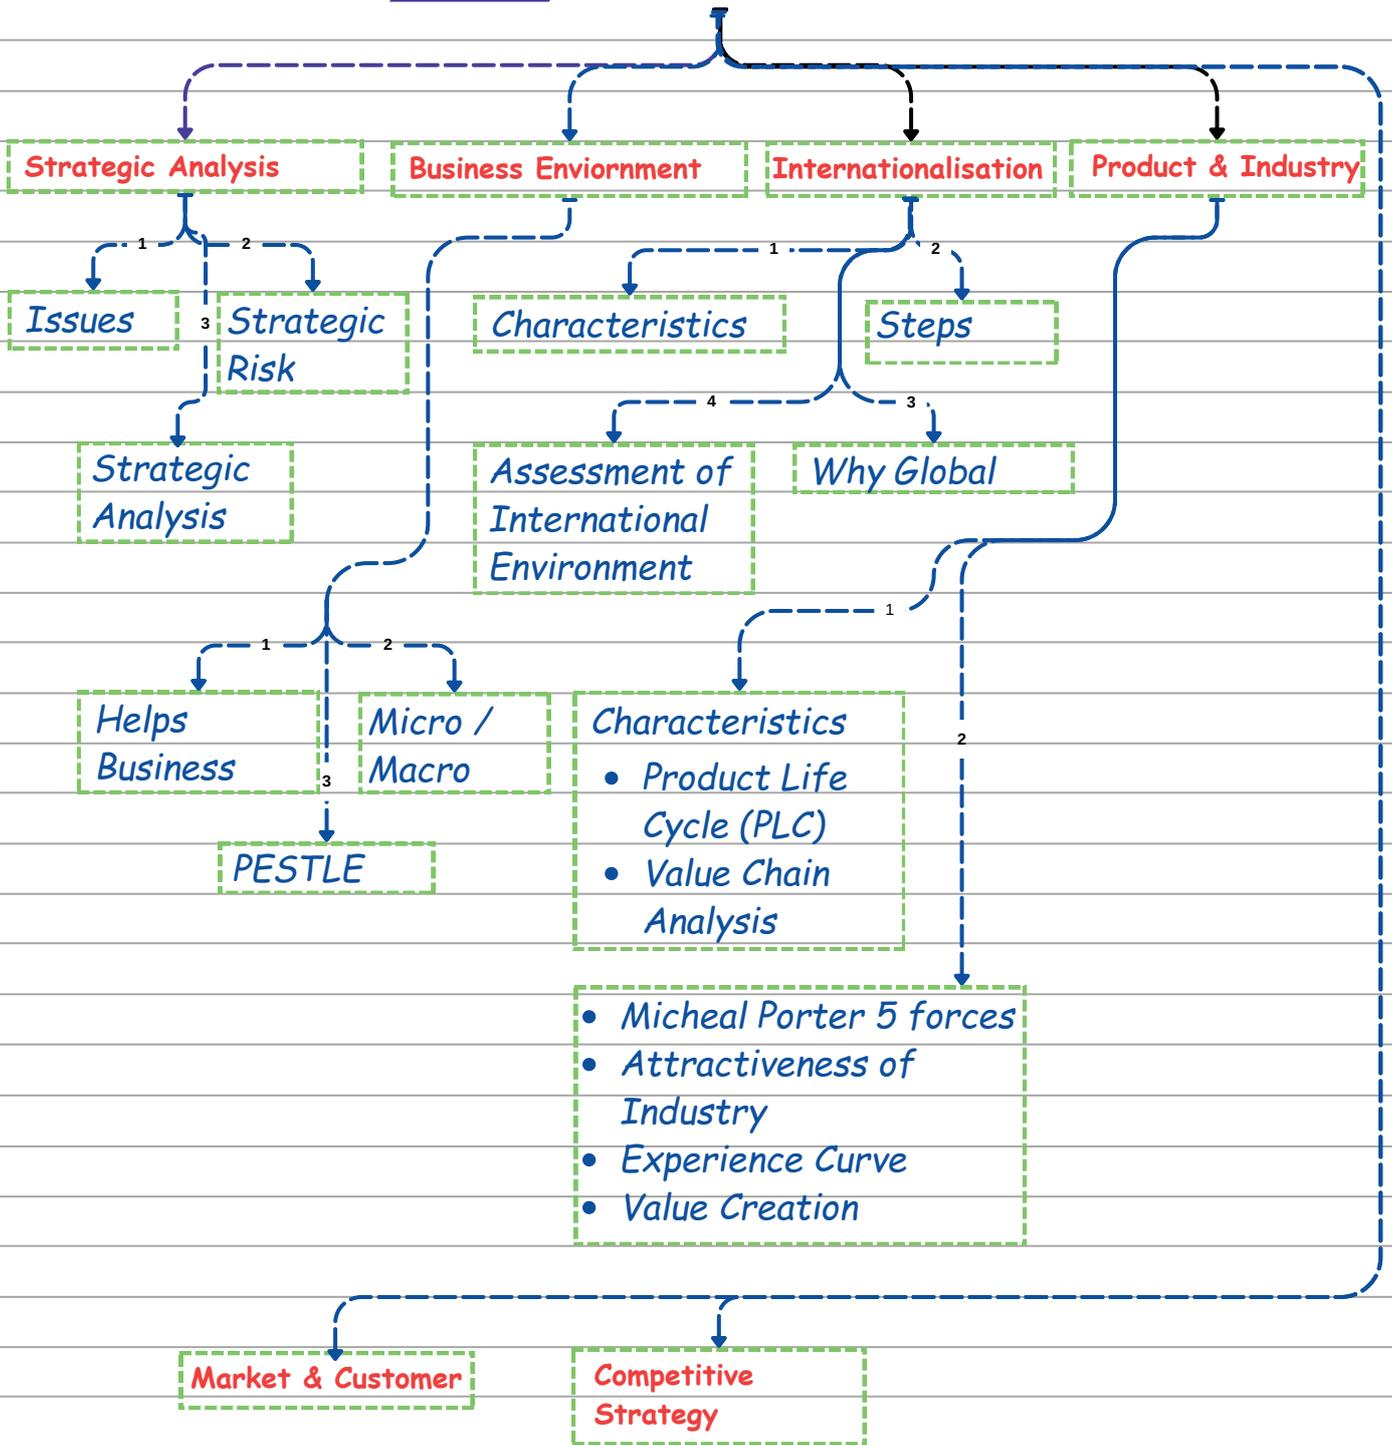 Strategic Analysis
Business Enviornment
Internationalisation
Product & Industry
1
2
3
Issues
Strategic
Risk
Strategic
Analysis
1
2
Characteristics
Steps
4
3
Assessment of
International
Environment
Why Global
1
2
3
Helps
Business
Micro /
Macro
PESTLE
1
2
Characteristics
• Product Life
Cycle (PLC)
• Value Chain
Analysis
• Micheal Porter 5 forces
• Attractiveness of
Industry
• Experience Curve
• Value Creation
Market & Customer
Competitive
Strategy